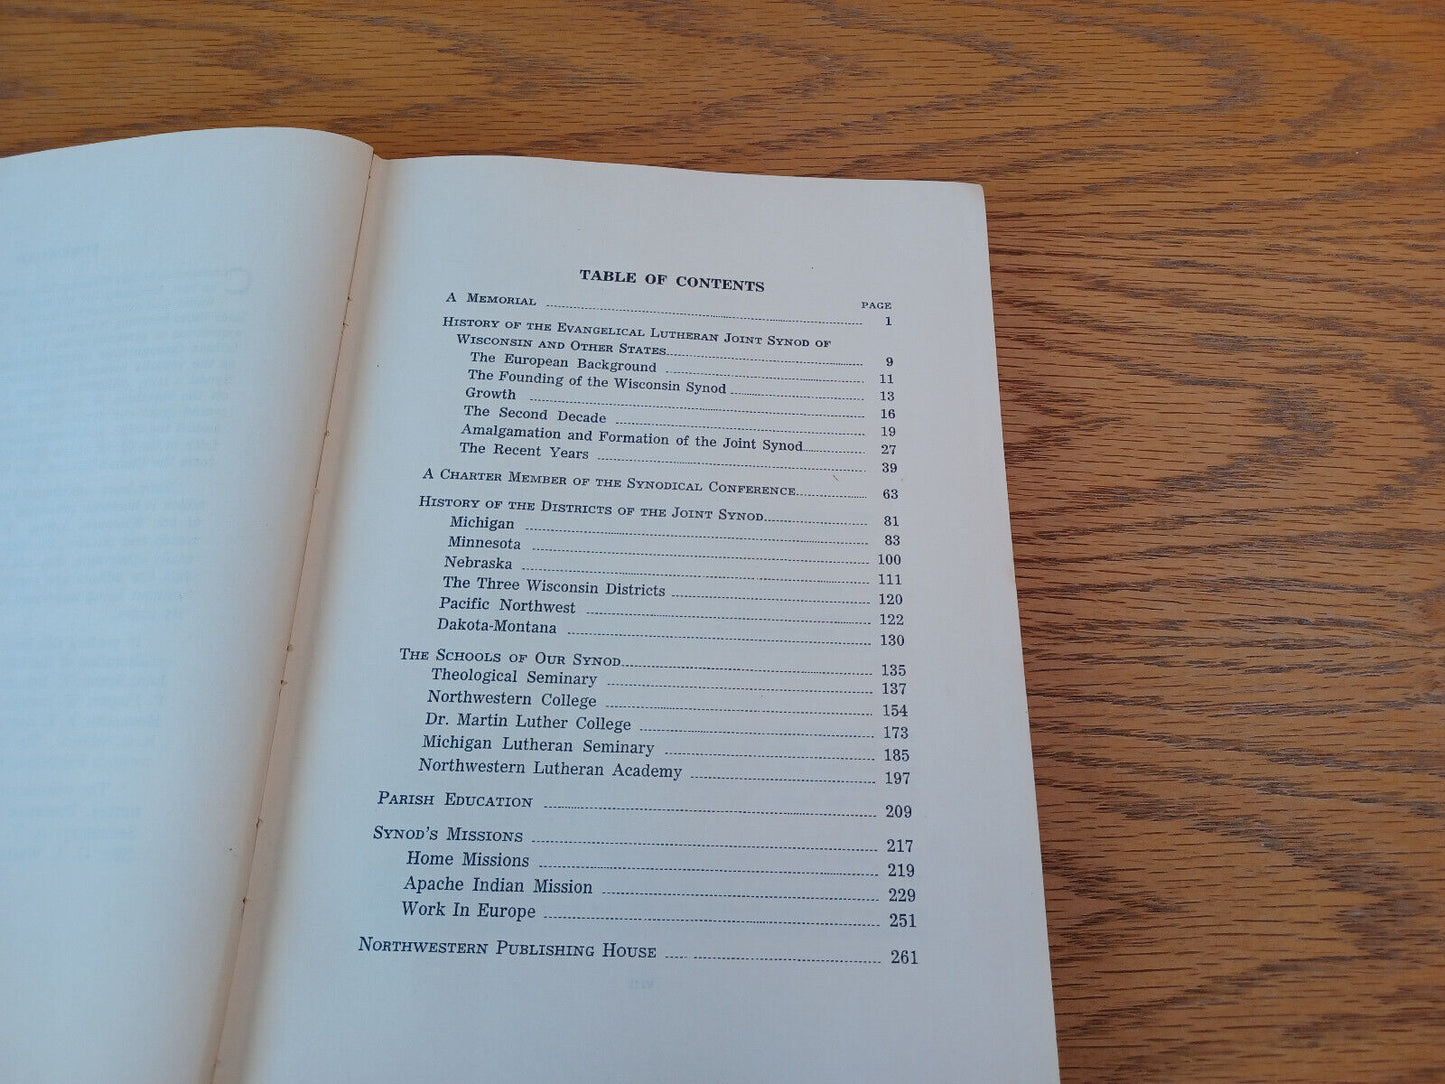 TABLE OF CONTENTS
PAGE
A MEMORIAL 1
HISTORY OF THE EVANGELICAL LUTHERAN JOINT SYNOD OF
WISCONSIN AND OTHER STATES 9
The European Background 11
The Founding of the Wisconsin Synod 13
Growth 16
The Second Decade 19
Amalgamation and Formation of the Joint Synod 27
The Recent Years 39
A CHARTER MEMBER OF THE SYNODICAL CONFERENCE 63
HISTORY OF THE DISTRICTS OF THE JOINT SYNOD 81
Michigan 83
Minnesota 100
Nebraska 111
The Three Wisconsin Districts 120
Pacific Northwest 122
Dakota-Montana 130
THE SCHOOLS OF OUR SYNOD 135
Theological Seminary 137
Northwestern College 154
Dr. Martin Luther College 173
Michigan Lutheran Seminary 185
Northwestern Lutheran Academy 197
PARISH EDUCATION 209
SYNOD'S MISSIONS 217
Home Missions 219
Apache Indian Mission 229
Work In Europe 251
NORTHWESTERN PUBLISHING HOUSE 261